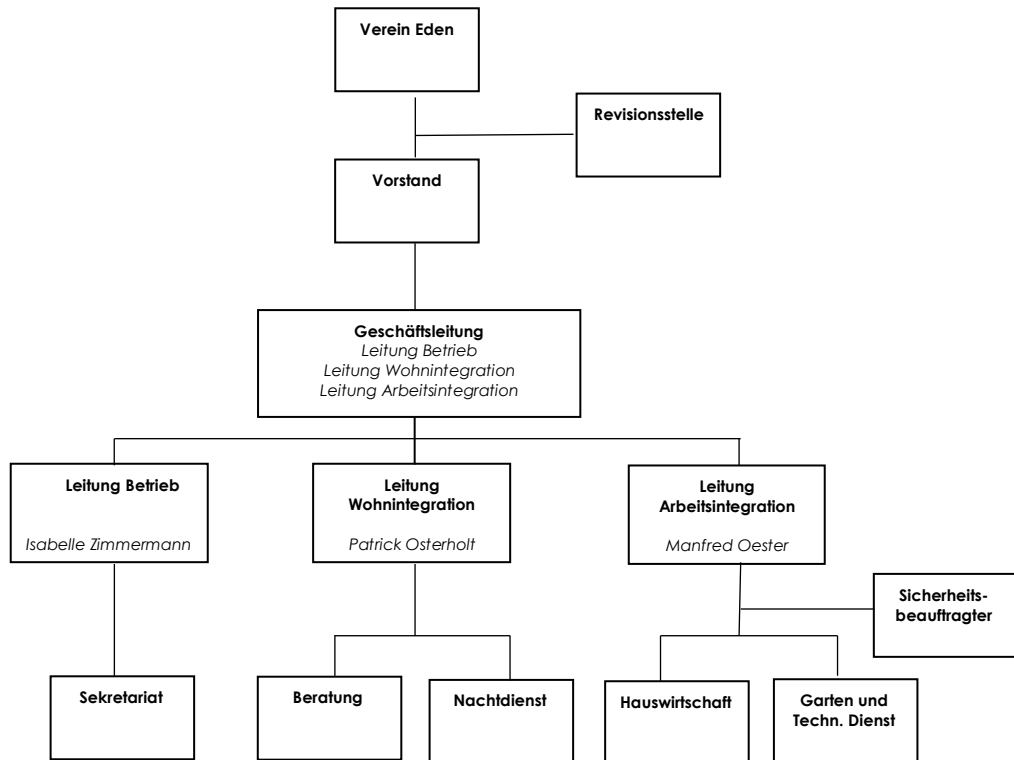 Verein Eden
Revisionsstelle
Vorstand
Geschäftsleitung
Leitung Betrieb
Leitung Wohnintegration
Leitung Arbeitsintegration
Leitung Betrieb
Isabelle Zimmermann
Leitung
Wohnintegration
Patrick Osterholt
Leitung
Arbeitsintegration
Manfred Oester
Sicherheits-
beauftragter
Sekretariat
Beratung
Nachtdienst
Hauswirtschaft
Garten und
Techn. Dienst